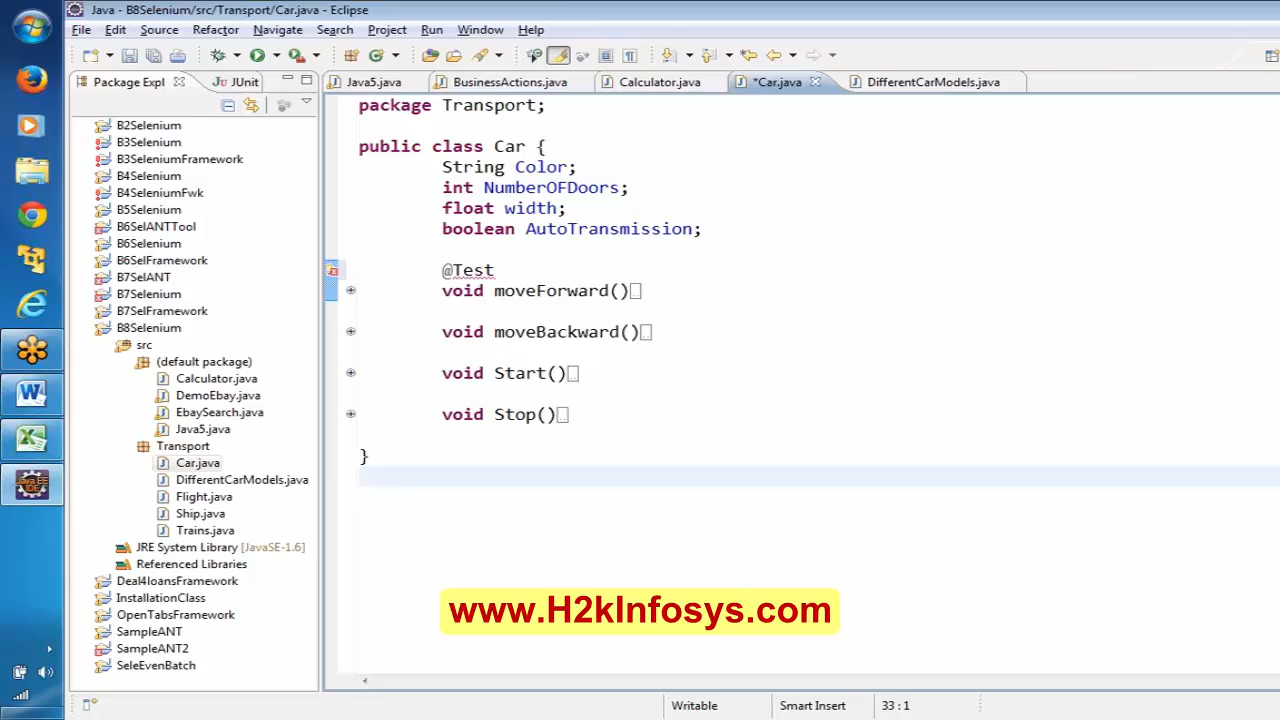 Java - B8Selenium/src/Transport/Car.java - Eclipse
File Edit Source Refactor Navigate Search Project Run Window Help
Package Expl JUnit
Java5.java BusinessActions.java Calculator.java *Car.java DifferentCarModels.java
B2Selenium
B3Selenium
B3SeleniumFramework
B4Selenium
B4SeleniumFwk
B5Selenium
B6SelANTTool
B6Selenium
B6SelFramework
B7SelANT
B7Selenium
B7SelFramework
B8Selenium
src
(default package)
Calculator.java
DemoEbay.java
EbaySearch.java
Java5.java
Transport
Car.java
DifferentCarModels.java
Flight.java
Ship.java
Trains.java
JRE System Library [JavaSE-1.6]
Referenced Libraries
Deal4loansFramework
InstallationClass
OpenTabsFramework
SampleANT
SampleANT2
SeleEvenBatch
package Transport;
public class Car {
String Color;
int NumberOFDoors;
float width;
boolean AutoTransmission;
@Test
void moveForward()
void moveBackward()
void Start()
void Stop()
}
www.H2kInfosys.com
Java EE
IDE
Writable Smart Insert 33 : 1